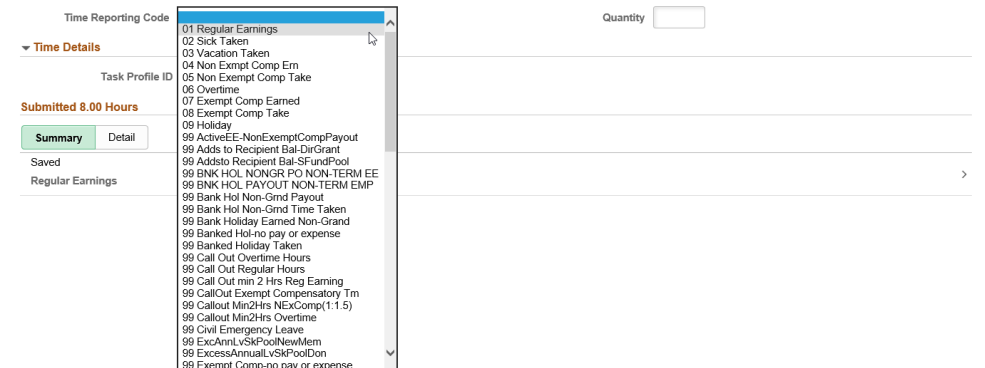 Time Reporting Code
Quantity
01 Regular Earnings
02 Sick Taken
▼ Time Details
03 Vacation Taken
04 Non Exmpt Comp Ern
Task Profile ID
05 Non Exempt Comp Take
06 Overtime
07 Exempt Comp Earned
Submitted 8.00 Hours
08 Exempt Comp Take
09 Holiday
Summary Detail
99 ActiveEE-NonExemptCompPayout
99 Adds to Recipient Bal-DirGrant
Saved
99 Addsto Recipient Bal-SFundPool
99 BNK HOL NONGR PO NON-TERM EE
Regular Earnings
99 BNK HOL PAYOUT NON-TERM EMP
99 Bank Hol Non-Grnd Payout
99 Bank Hol Non-Grnd Time Taken
99 Bank Holiday Earned Non-Grand
99 Banked Hol-no pay or expense
99 Banked Holiday Taken
99 Call Out Overtime Hours
99 Call Out Regular Hours
99 Call Out min 2 Hrs Reg Earning
99 CallOut Exempt Compensatory Tm
99 Callout Min2Hrs NExComp(1:1.5)
99 Callout Min2Hrs Overtime
99 Civil Emergency Leave
99 ExcAnnLvSkPoolNewMem
99 ExcessAnnualLvSkPoolDon
99 Exempt Comp-no pay or expense